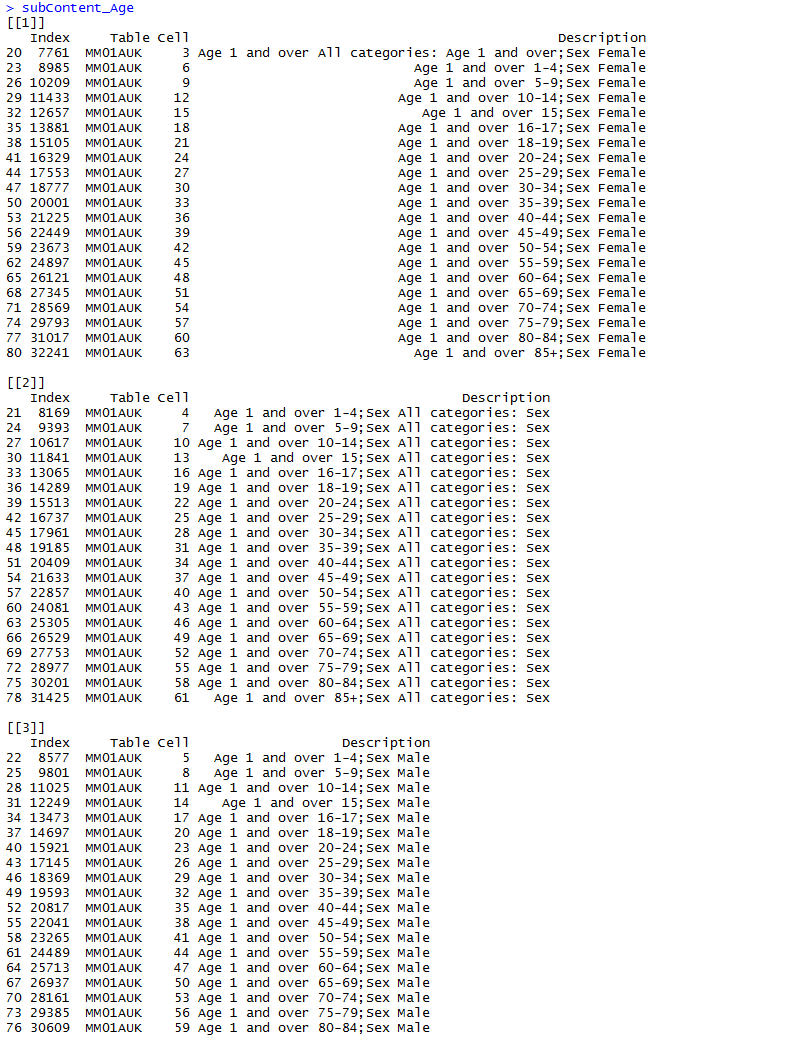 > subContent_Age
[[1]]
Index Table Cell Description
20 7761 MM01AUK 3 Age 1 and over All categories: Age 1 and over;Sex Female
23 8985 MM01AUK 6 Age 1 and over 1-4;Sex Female
26 10209 MM01AUK 9 Age 1 and over 5-9;Sex Female
29 11433 MM01AUK 12 Age 1 and over 10-14;Sex Female
32 12657 MM01AUK 15 Age 1 and over 15;Sex Female
35 13881 MM01AUK 18 Age 1 and over 16-17;Sex Female
38 15105 MM01AUK 21 Age 1 and over 18-19;Sex Female
41 16329 MM01AUK 24 Age 1 and over 20-24;Sex Female
44 17553 MM01AUK 27 Age 1 and over 25-29;Sex Female
47 18777 MM01AUK 30 Age 1 and over 30-34;Sex Female
50 20001 MM01AUK 33 Age 1 and over 35-39;Sex Female
53 21225 MM01AUK 36 Age 1 and over 40-44;Sex Female
56 22449 MM01AUK 39 Age 1 and over 45-49;Sex Female
59 23673 MM01AUK 42 Age 1 and over 50-54;Sex Female
62 24897 MM01AUK 45 Age 1 and over 55-59;Sex Female
65 26121 MM01AUK 48 Age 1 and over 60-64;Sex Female
68 27345 MM01AUK 51 Age 1 and over 65-69;Sex Female
71 28569 MM01AUK 54 Age 1 and over 70-74;Sex Female
74 29793 MM01AUK 57 Age 1 and over 75-79;Sex Female
77 31017 MM01AUK 60 Age 1 and over 80-84;Sex Female
80 32241 MM01AUK 63 Age 1 and over 85+;Sex Female
[[2]]
Index Table Cell Description
21 8169 MM01AUK 4 Age 1 and over 1-4;Sex All categories: Sex
24 9393 MM01AUK 7 Age 1 and over 5-9;Sex All categories: Sex
27 10617 MM01AUK 10 Age 1 and over 10-14;Sex All categories: Sex
30 11841 MM01AUK 13 Age 1 and over 15;Sex All categories: Sex
33 13065 MM01AUK 16 Age 1 and over 16-17;Sex All categories: Sex
36 14289 MM01AUK 19 Age 1 and over 18-19;Sex All categories: Sex
39 15513 MM01AUK 22 Age 1 and over 20-24;Sex All categories: Sex
42 16737 MM01AUK 25 Age 1 and over 25-29;Sex All categories: Sex
45 17961 MM01AUK 28 Age 1 and over 30-34;Sex All categories: Sex
48 19185 MM01AUK 31 Age 1 and over 35-39;Sex All categories: Sex
51 20409 MM01AUK 34 Age 1 and over 40-44;Sex All categories: Sex
54 21633 MM01AUK 37 Age 1 and over 45-49;Sex All categories: Sex
57 22857 MM01AUK 40 Age 1 and over 50-54;Sex All categories: Sex
60 24081 MM01AUK 43 Age 1 and over 55-59;Sex All categories: Sex
63 25305 MM01AUK 46 Age 1 and over 60-64;Sex All categories: Sex
66 26529 MM01AUK 49 Age 1 and over 65-69;Sex All categories: Sex
69 27753 MM01AUK 52 Age 1 and over 70-74;Sex All categories: Sex
72 28977 MM01AUK 55 Age 1 and over 75-79;Sex All categories: Sex
75 30201 MM01AUK 58 Age 1 and over 80-84;Sex All categories: Sex
78 31425 MM01AUK 61 Age 1 and over 85+;Sex All categories: Sex
[[3]]
Index Table Cell Description
22 8577 MM01AUK 5 Age 1 and over 1-4;Sex Male
25 9801 MM01AUK 8 Age 1 and over 5-9;Sex Male
28 11025 MM01AUK 11 Age 1 and over 10-14;Sex Male
31 12249 MM01AUK 14 Age 1 and over 15;Sex Male
34 13473 MM01AUK 17 Age 1 and over 16-17;Sex Male
37 14697 MM01AUK 20 Age 1 and over 18-19;Sex Male
40 15921 MM01AUK 23 Age 1 and over 20-24;Sex Male
43 17145 MM01AUK 26 Age 1 and over 25-29;Sex Male
46 18369 MM01AUK 29 Age 1 and over 30-34;Sex Male
49 19593 MM01AUK 32 Age 1 and over 35-39;Sex Male
52 20817 MM01AUK 35 Age 1 and over 40-44;Sex Male
55 22041 MM01AUK 38 Age 1 and over 45-49;Sex Male
58 23265 MM01AUK 41 Age 1 and over 50-54;Sex Male
61 24489 MM01AUK 44 Age 1 and over 55-59;Sex Male
64 25713 MM01AUK 47 Age 1 and over 60-64;Sex Male
67 26937 MM01AUK 50 Age 1 and over 65-69;Sex Male
70 28161 MM01AUK 53 Age 1 and over 70-74;Sex Male
73 29385 MM01AUK 56 Age 1 and over 75-79;Sex Male
76 30609 MM01AUK 59 Age 1 and over 80-84;Sex Male